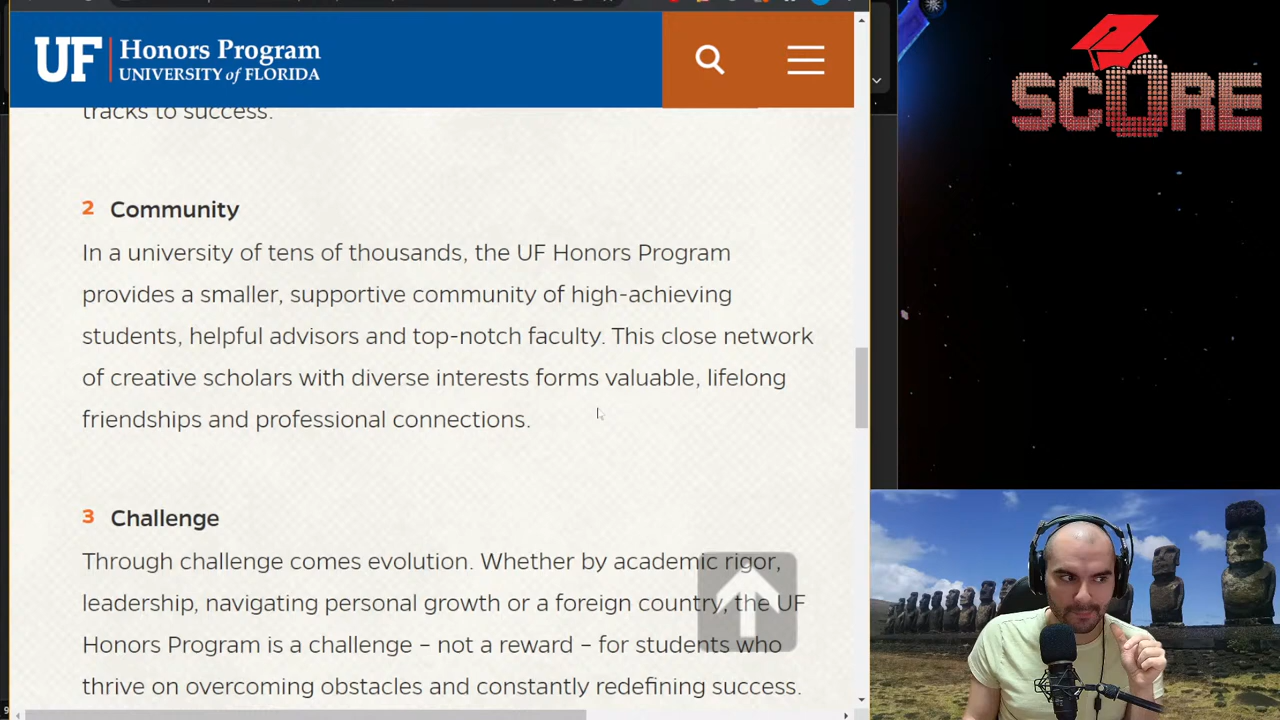 UF Honors Program
UNIVERSITY of FLORIDA
SCORE
tracks to success.
2 Community
In a university of tens of thousands, the UF Honors Program
provides a smaller, supportive community of high-achieving
students, helpful advisors and top-notch faculty. This close network
of creative scholars with diverse interests forms valuable, lifelong
friendships and professional connections.
3 Challenge
Through challenge comes evolution. Whether by academic rigor,
leadership, navigating personal growth or a foreign country, the UF
Honors Program is a challenge – not a reward – for students who
thrive on overcoming obstacles and constantly redefining success.
9